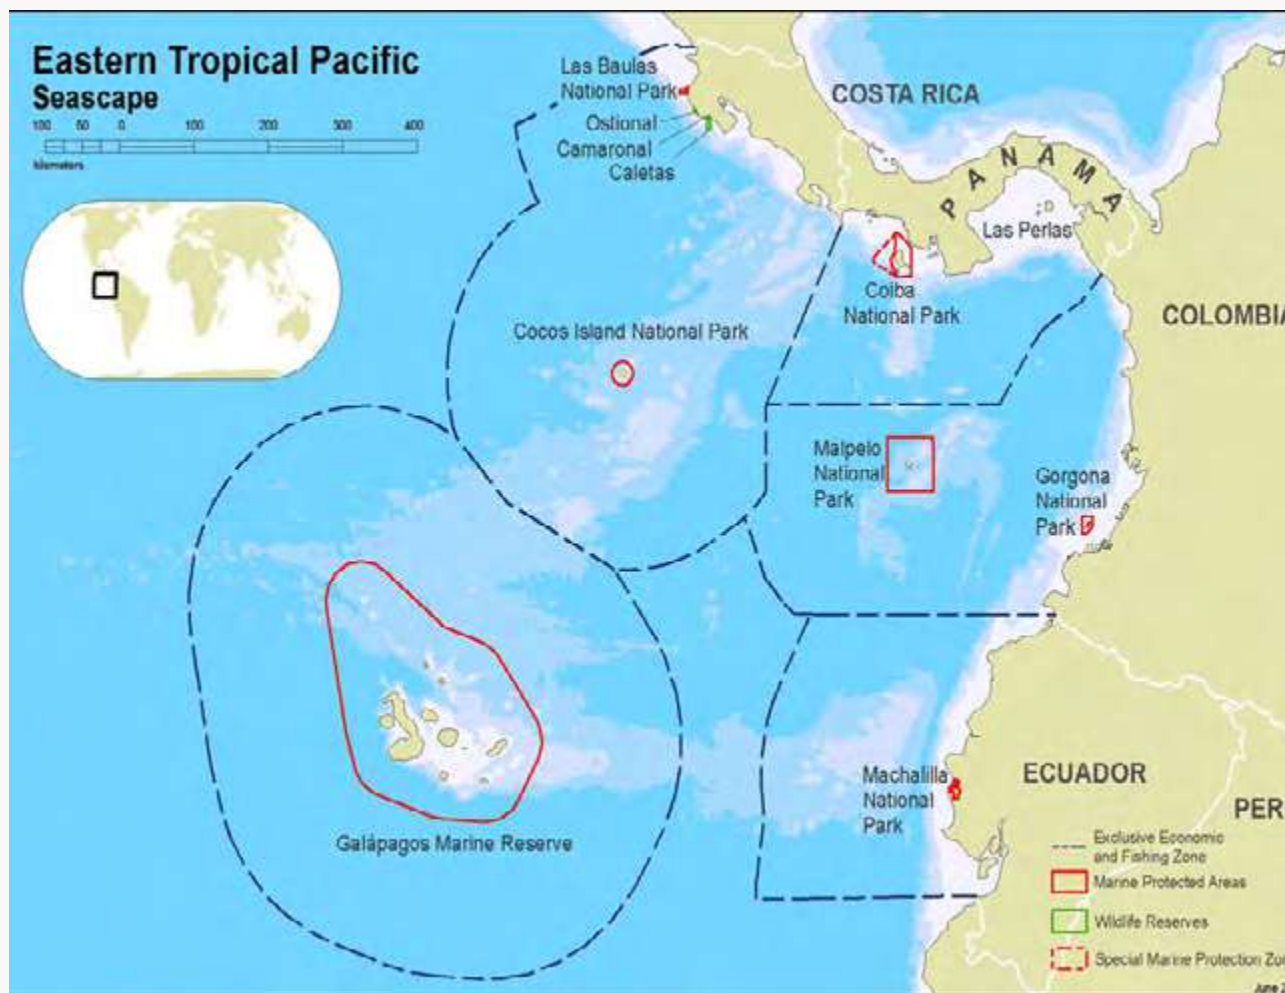 Eastern Tropical Pacific
Seascape
100 50 0 100 200 300 400
kilometers
Las Baulas
National Park
Ostional
Camaronal
Caletas
COSTA RICA
PANAMA
Las Perlas
Coiba
National Park
COLOMBIA
Cocos Island National Park
Malpelo
National
Park
Gorgona
National
Park
Galápagos Marine Reserve
Machalilla
National
Park
ECUADOR
PER
Exclusive Economic
and Fishing Zone
Marine Protected Areas
Wildlife Reserves
Special Marine Protection Zon
June